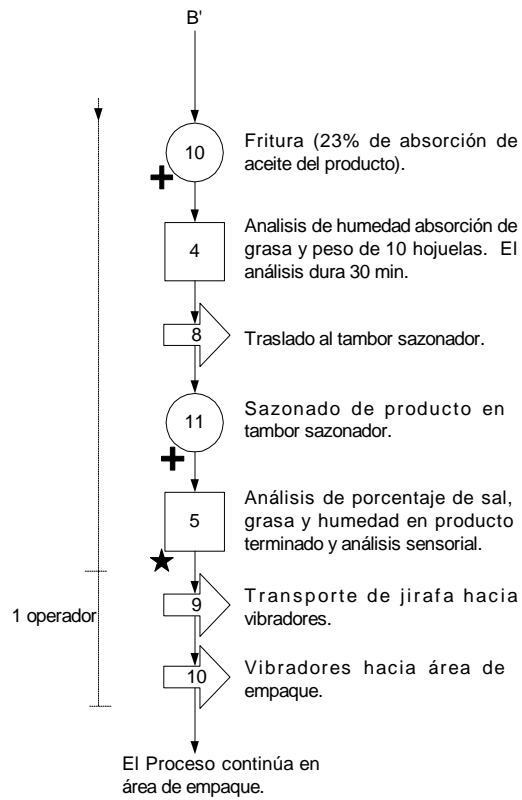 B'
10
Fritura (23% de absorción de
aceite del producto).
4
Analisis de humedad absorción de
grasa y peso de 10 hojuelas. El
análisis dura 30 min.
8
Traslado al tambor sazonador.
11
Sazonado de producto en
tambor sazonador.
5
Análisis de porcentaje de sal,
grasa y humedad en producto
terminado y análisis sensorial.
1 operador
9
Transporte de jirafa hacia
vibradores.
10
Vibradores hacia área de
empaque.
El Proceso continúa en
área de empaque.